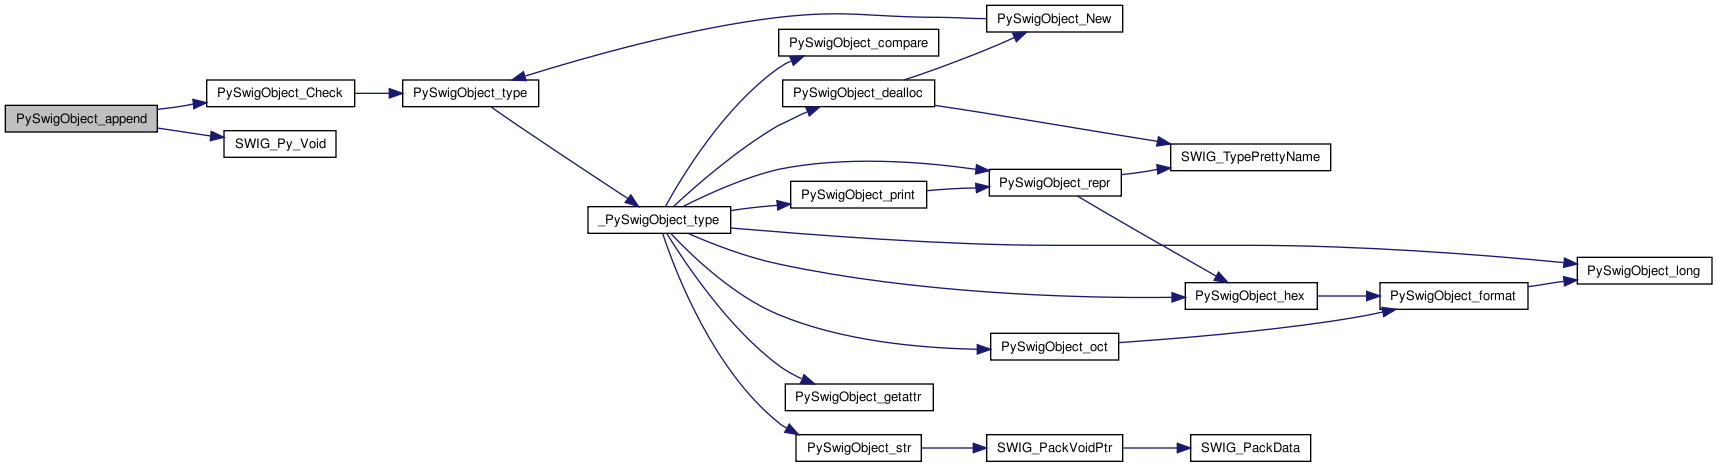 PySwigObject_append
PySwigObject_Check
SWIG_Py_Void
PySwigObject_type
_PySwigObject_type
PySwigObject_compare
PySwigObject_dealloc
PySwigObject_print
PySwigObject_getattr
PySwigObject_str
PySwigObject_New
PySwigObject_repr
PySwigObject_oct
SWIG_PackVoidPtr
SWIG_TypePrettyName
PySwigObject_hex
SWIG_PackData
PySwigObject_format
PySwigObject_long